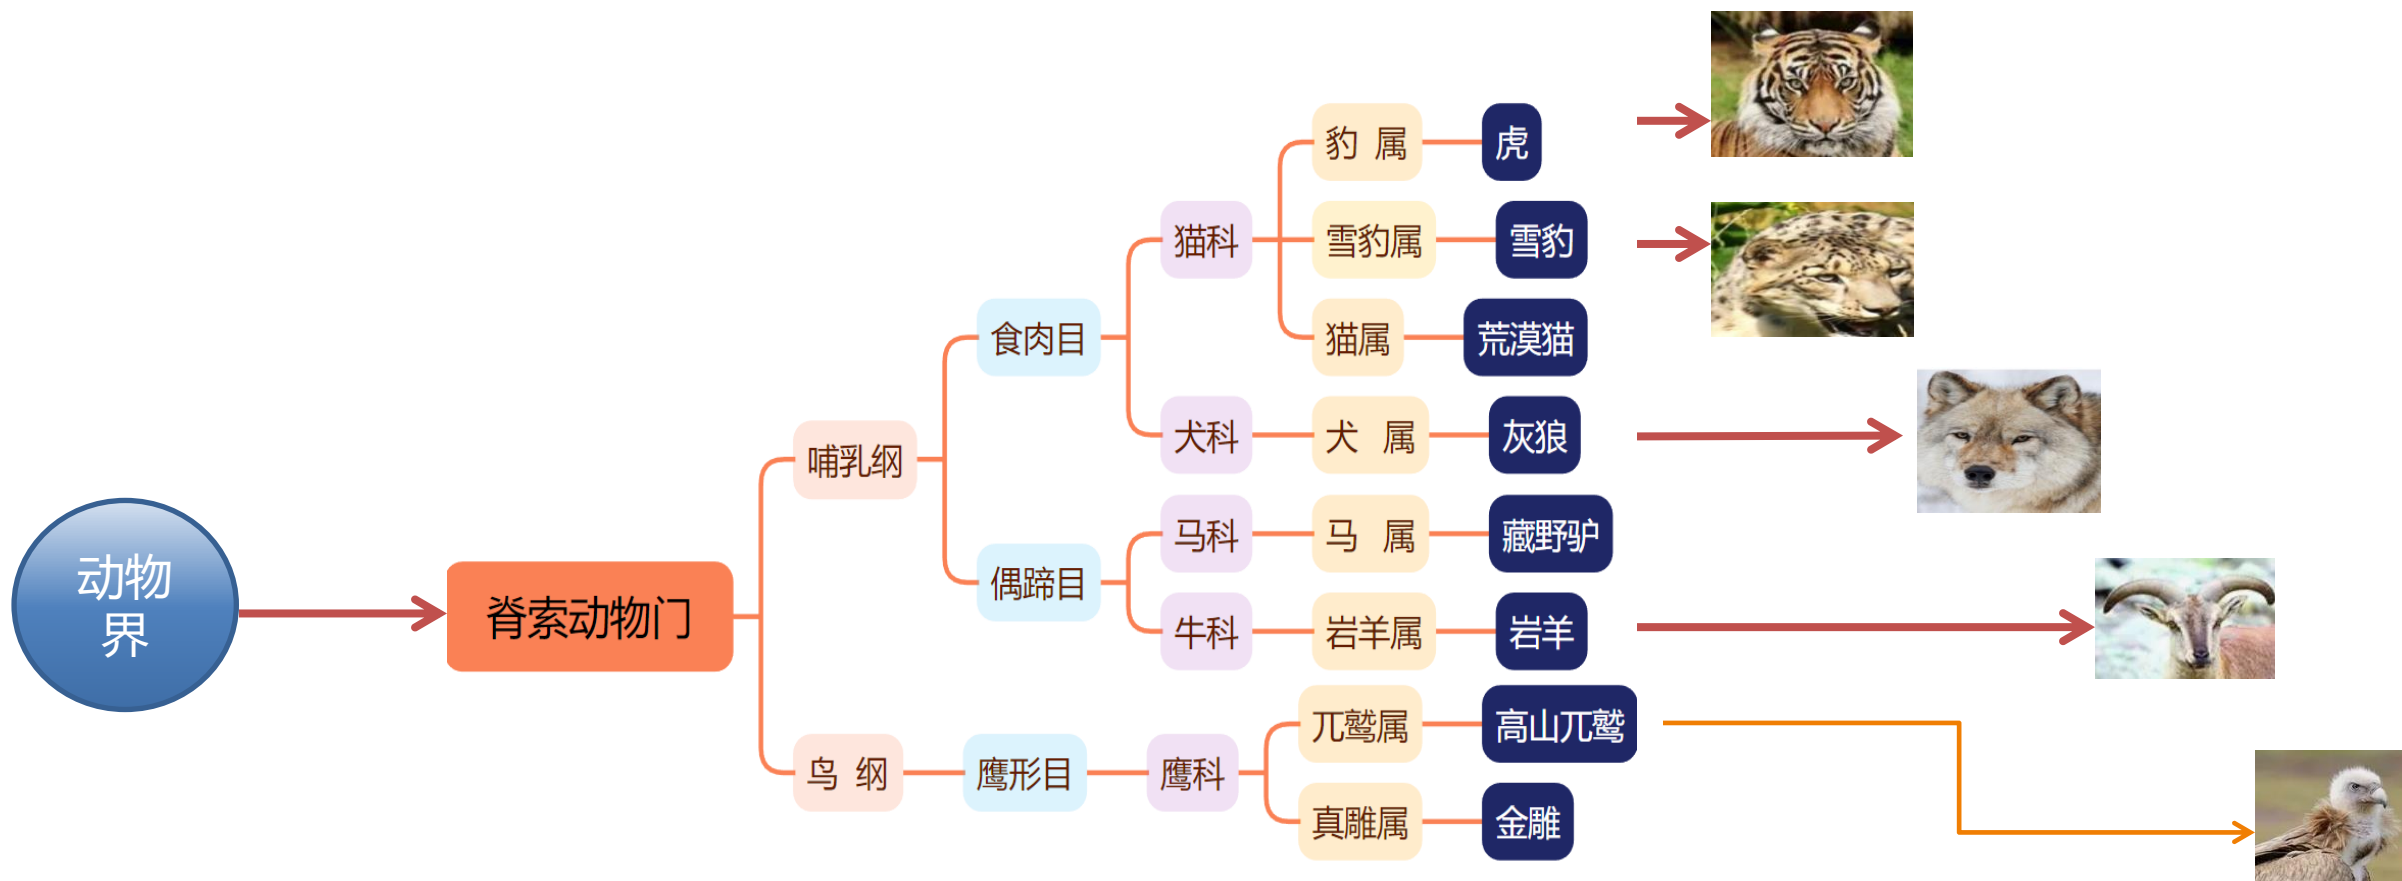 动物
界
脊索动物门
哺乳纲
食肉目
猫科
豹 属
虎
雪豹属
雪豹
猫属
荒漠猫
犬科
犬 属
灰狼
偶蹄目
马科
马 属
藏野驴
牛科
岩羊属
岩羊
鸟 纲
鹰形目
鹰科
兀鹫属
高山兀鹫
真雕属
金雕